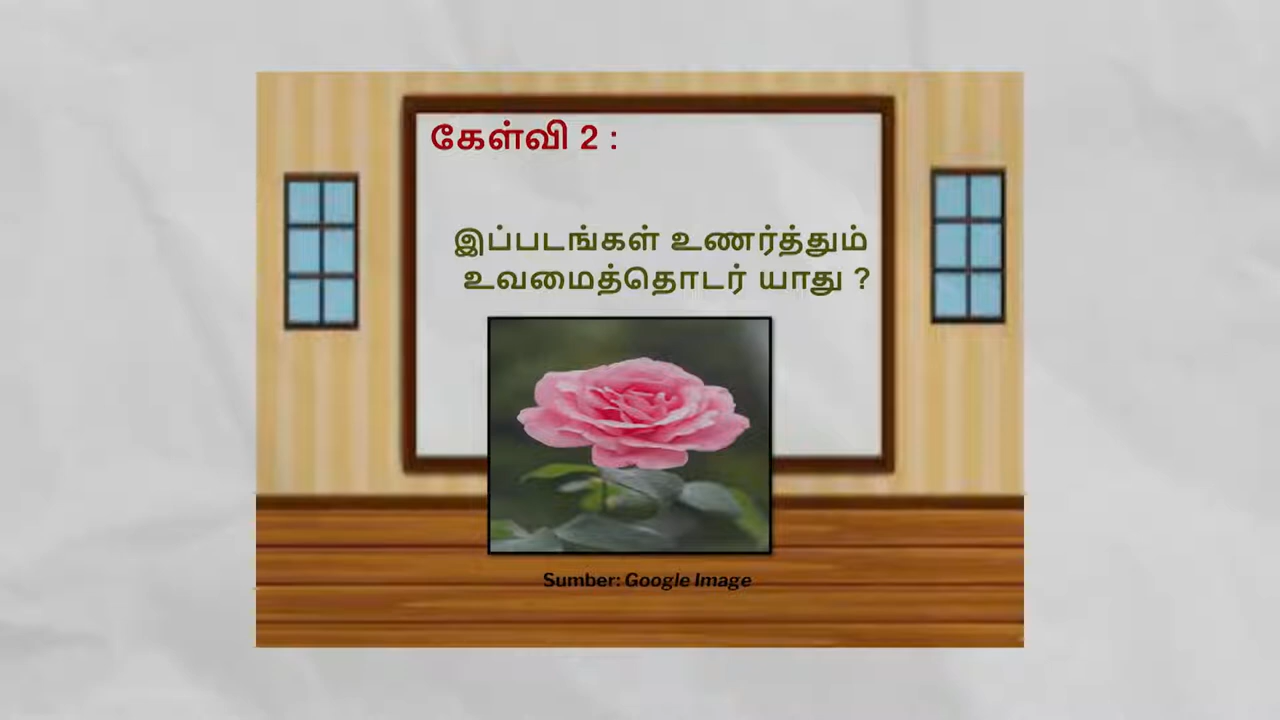 கேள்வி 2 :
இப்படங்கள் உணர்த்தும்
உவமைத்தொடர் யாது ?
Sumber: Google Image